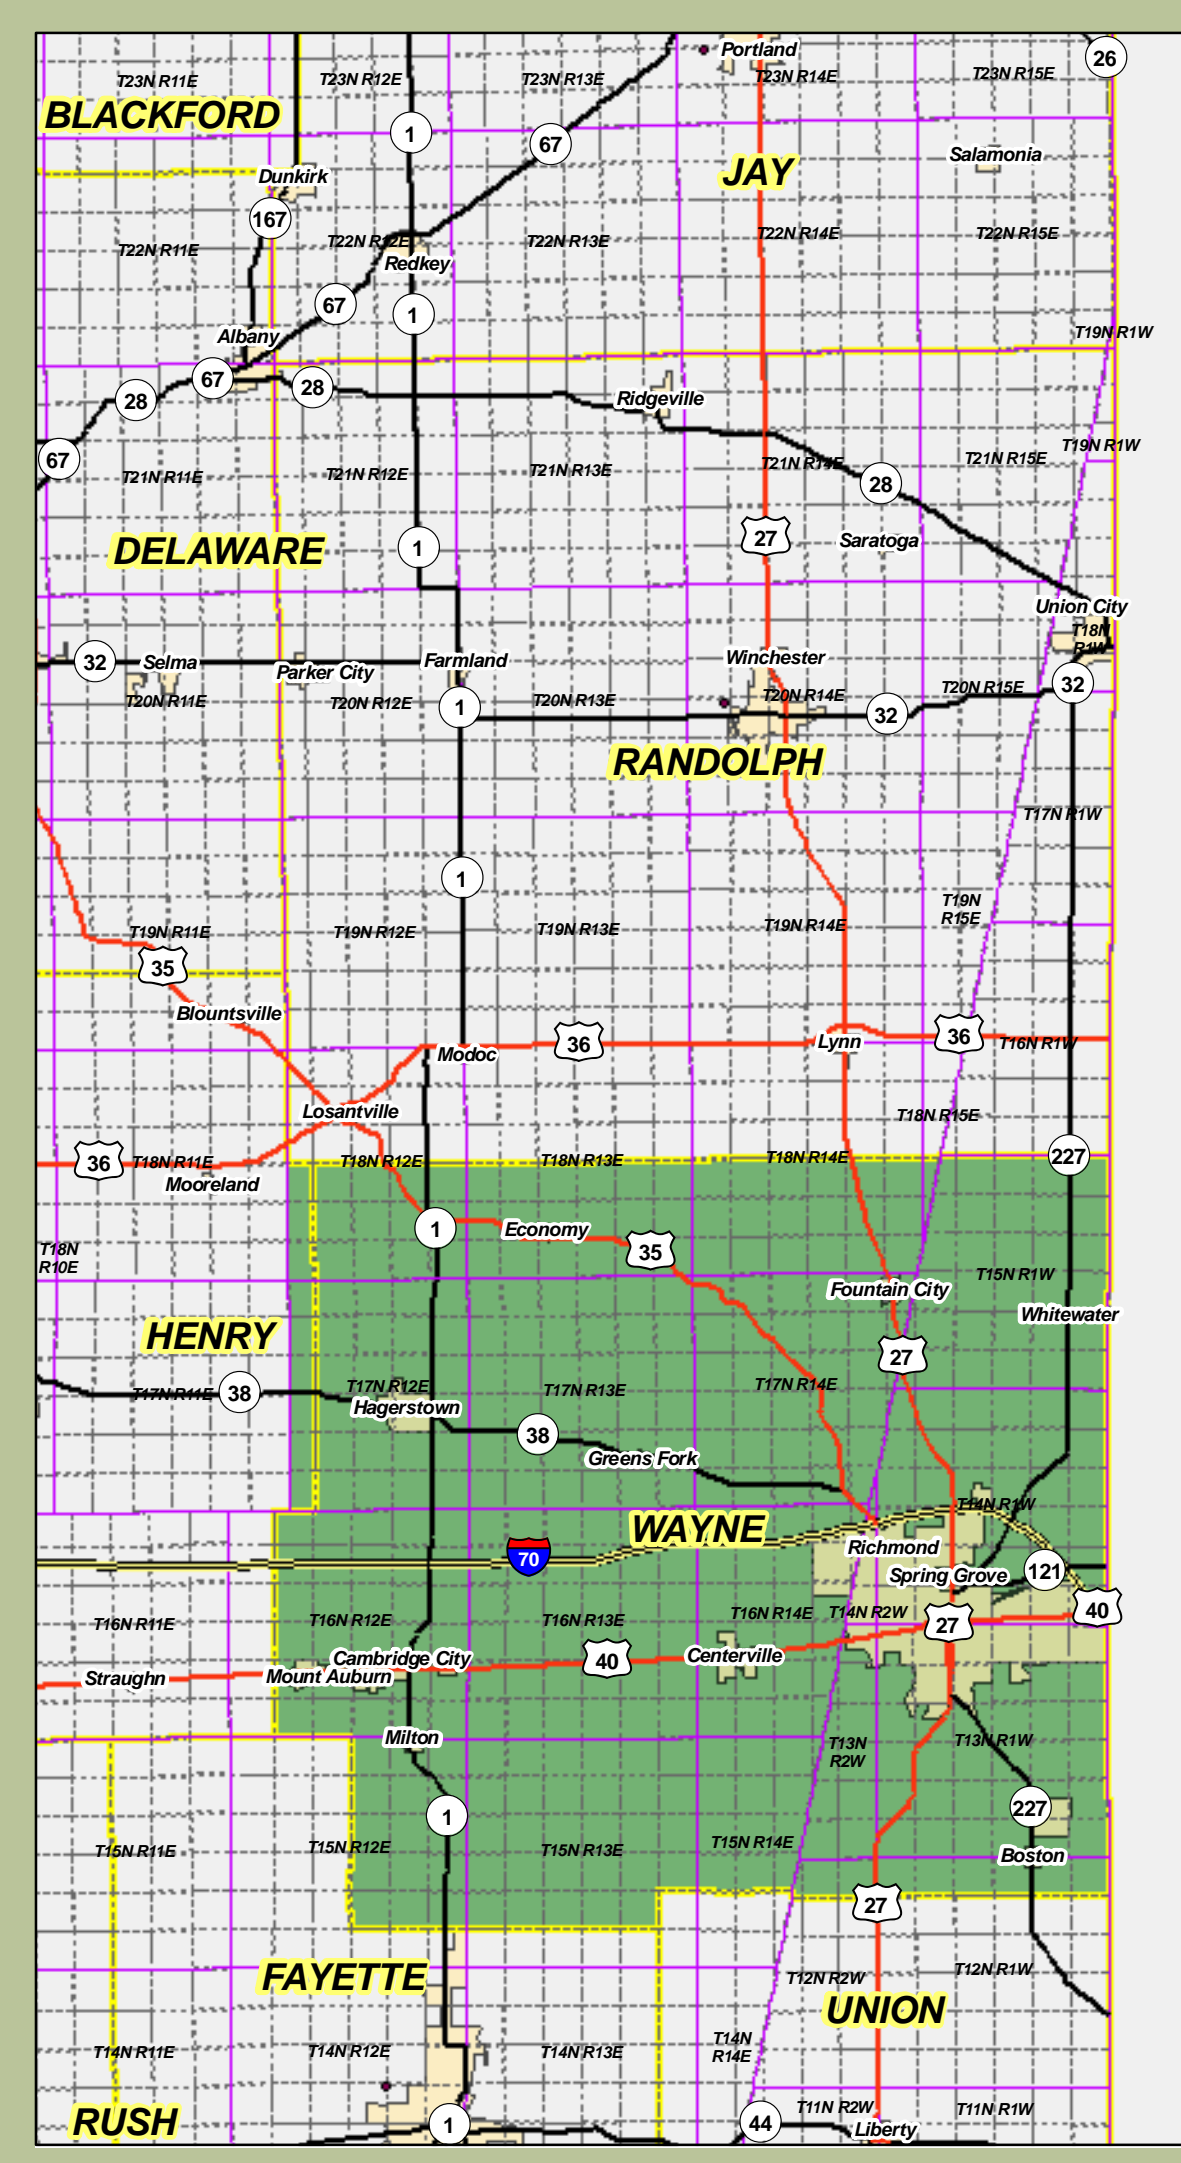 Portland
26
T23N R11E
T23N R12E
T23N R13E
T23N R14E
T23N R15E
BLACKFORD
1
67
Salamonia
JAY
Dunkirk
167
T22N R11E
T22N R12E
T22N R13E
T22N R14E
T22N R15E
Redkey
67
1
Albany
T19N R1W
67
28
28
Ridgeville
67
T21N R11E
T21N R12E
T21N R13E
T21N R14E
T21N R15E
T19N R1W
28
27
Saratoga
DELAWARE
1
Union City
T18N
R1W
32
Selma
Parker City
Farmland
Winchester
T20N R11E
T20N R12E
T20N R13E
T20N R14E
T20N R15E
32
1
32
RANDOLPH
T17N R1W
1
T19N R11E
T19N R12E
T19N R13E
T19N R14E
T19N
R15E
35
Blountsville
Modoc
36
Lynn
36
T16N R1W
Losantville
T18N R15E
36
T18N R11E
T18N R12E
T18N R13E
T18N R14E
227
Mooreland
1
Economy
35
T18N
R10E
T15N R1W
Fountain City
Whitewater
HENRY
27
T17N R11E
38
T17N R12E
T17N R13E
T17N R14E
Hagerstown
38
Greens Fork
T14N R1W
WAYNE
Richmond
70
Spring Grove
121
T16N R11E
T16N R12E
T16N R13E
T16N R14E
T14N R2W
27
40
Straughn
Mount Auburn
Cambridge City
40
Centerville
Milton
T13N
R2W
T13N R1W
1
227
T15N R11E
T15N R12E
T15N R13E
T15N R14E
Boston
27
FAYETTE
T12N R2W
T12N R1W
UNION
T14N R11E
T14N R12E
T14N R13E
T14N
R14E
RUSH
1
44
T11N R2W
T11N R1W
Liberty